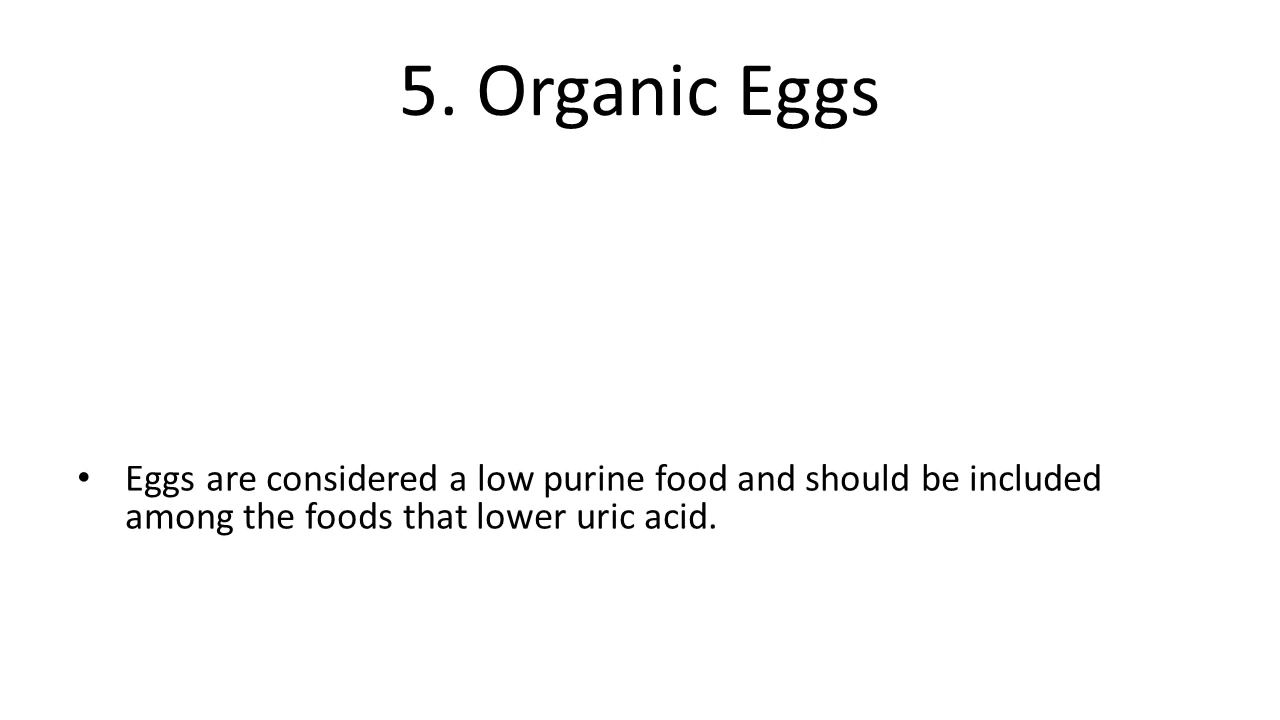 5. Organic Eggs
• Eggs are considered a low purine food and should be included
among the foods that lower uric acid.